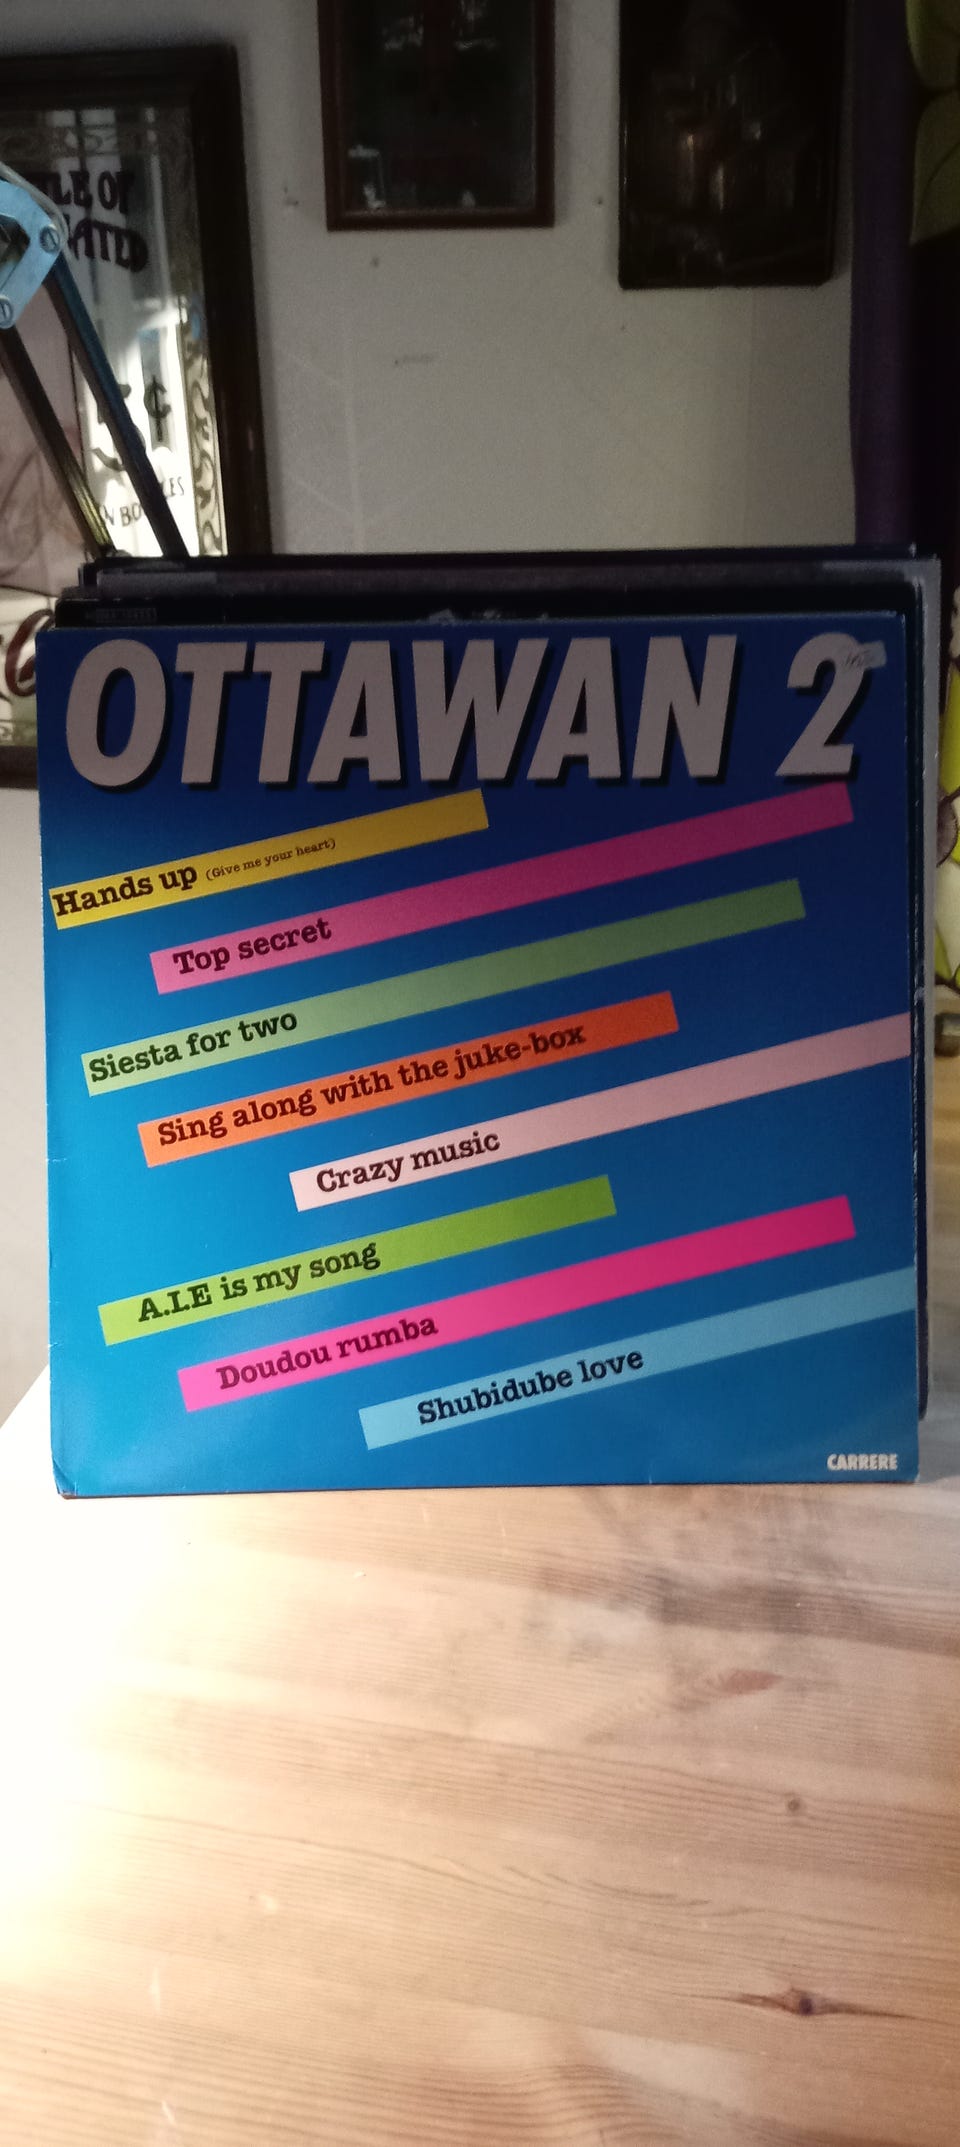 OF
¢
OTTAWAN 2
Hands up (Give me your heart)
Top secret
Siesta for two
Sing along with the juke-box
Crazy music
A.I.E is my song
Doudou rumba
Shubidube love
CARRERE